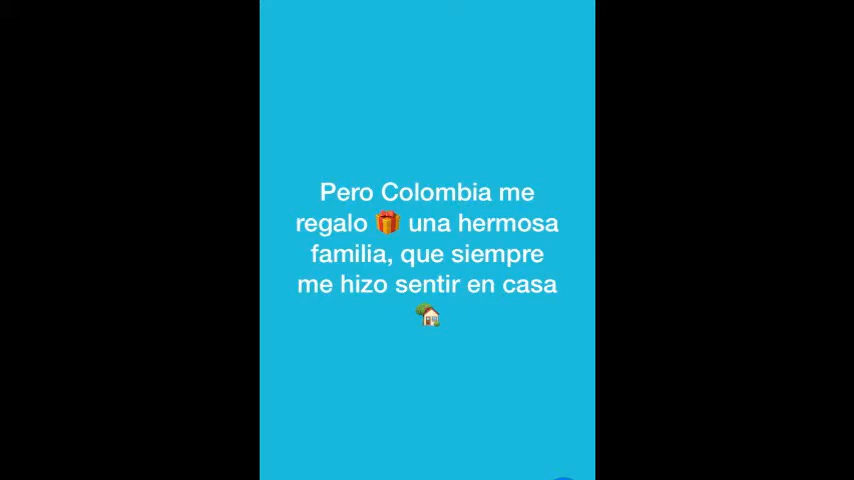 Pero Colombia me
regalo 🎁 una hermosa
familia, que siempre
me hizo sentir en casa
🏡